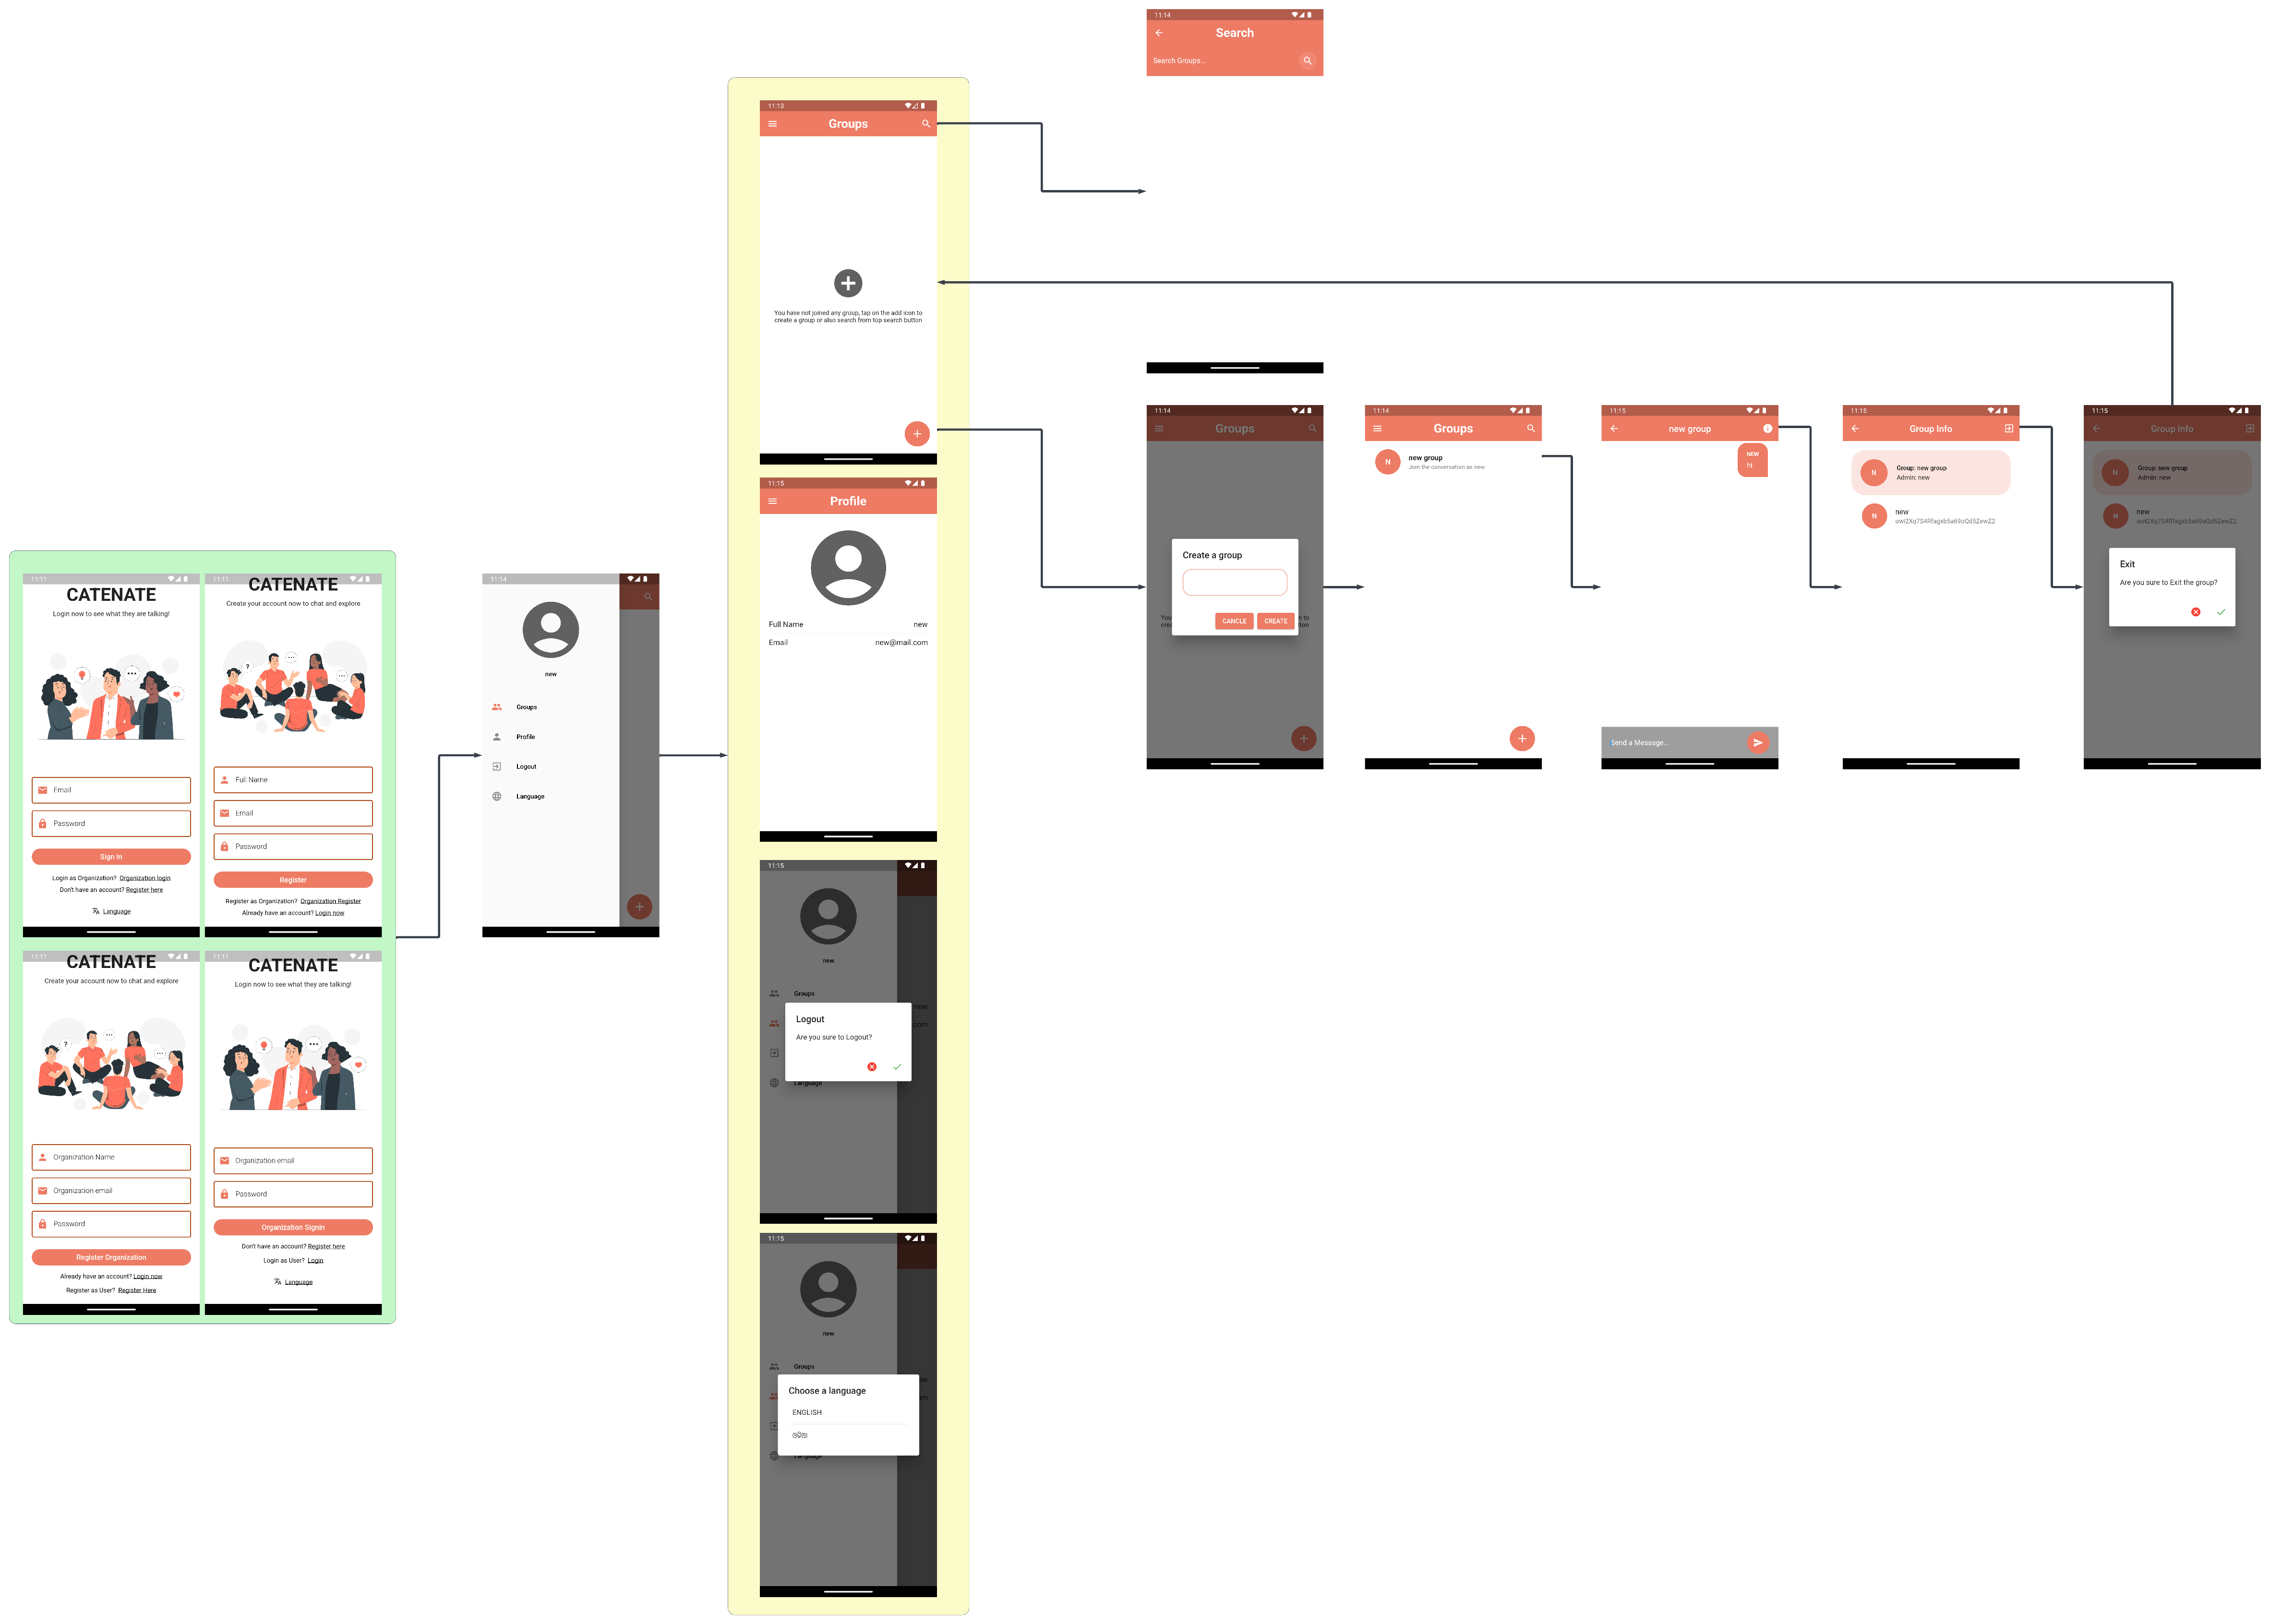 11:11
CATENATE
Login now to see what they are talking!
Email
Password
Sign In
Login as Organization? Organization login
Don't have an account? Register here
Language
11:11
CATENATE
Create your account now to chat and explore
?
Full Name
Email
Password
Register
Register as Organization? Organization Register
Already have an account? Login now
11:11
CATENATE
Create your account now to chat and explore
?
Organization Name
Organization email
Password
Register Organization
Already have an account? Login now
Register as User? Register Here
11:11
CATENATE
Login now to see what they are talking!
Organization email
Password
Organization Signin
Don't have an account? Register here
Login as User? Login
Language
11:14
new
Groups
Profile
Logout
Language
11:13
Groups
You have not joined any group, tap on the add icon to
create a group or also search from top search button
11:15
Profile
Full Name new
Email new@mail.com
11:15
new
Groups
new
com
Logout
Are you sure to Logout?
Language
11:15
new
Groups
Choose a language
ENGLISH
ଓଡ଼ିଆ
Language
11:14
Search
Search Groups...
11:14
Groups
Create a group
CANCLE
CREATE
11:14
Groups
N
new group
Join the conversation as new
11:15
new group
NEW
hi
Send a Message...
11:15
Group Info
N
Group: new group
Admin: new
N
new
11:15
Group Info
N
Group: new group
Admin: new
N
new
Exit
Are you sure to Exit the group?